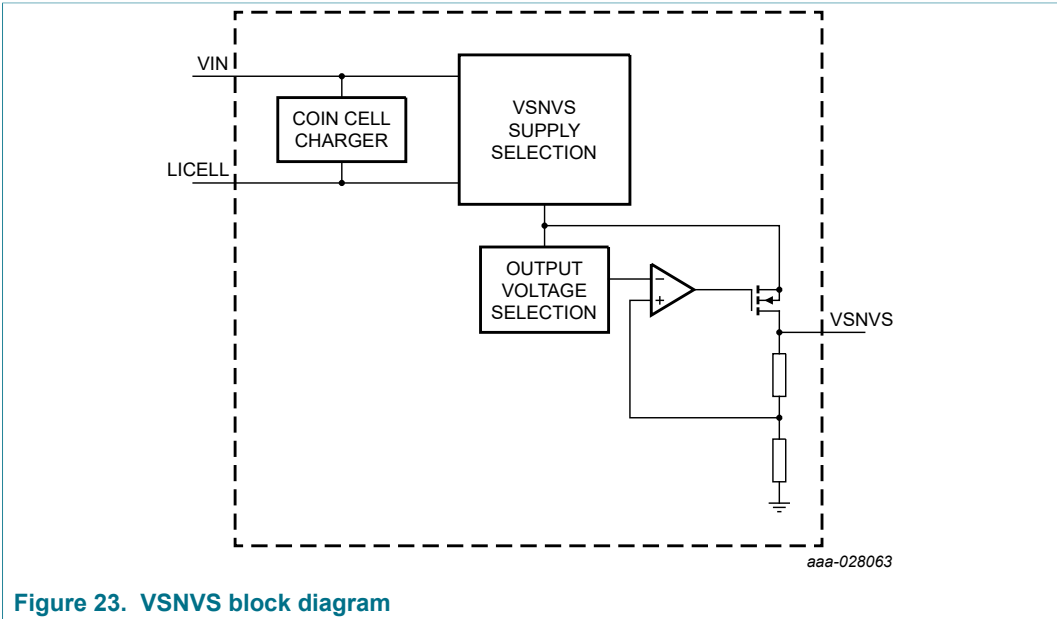 VIN
COIN CELL
CHARGER
LICELL
VSNVS
SUPPLY
SELECTION
OUTPUT
VOLTAGE
SELECTION
−
+
VSNVS
aaa-028063
Figure 23. VSNVS block diagram